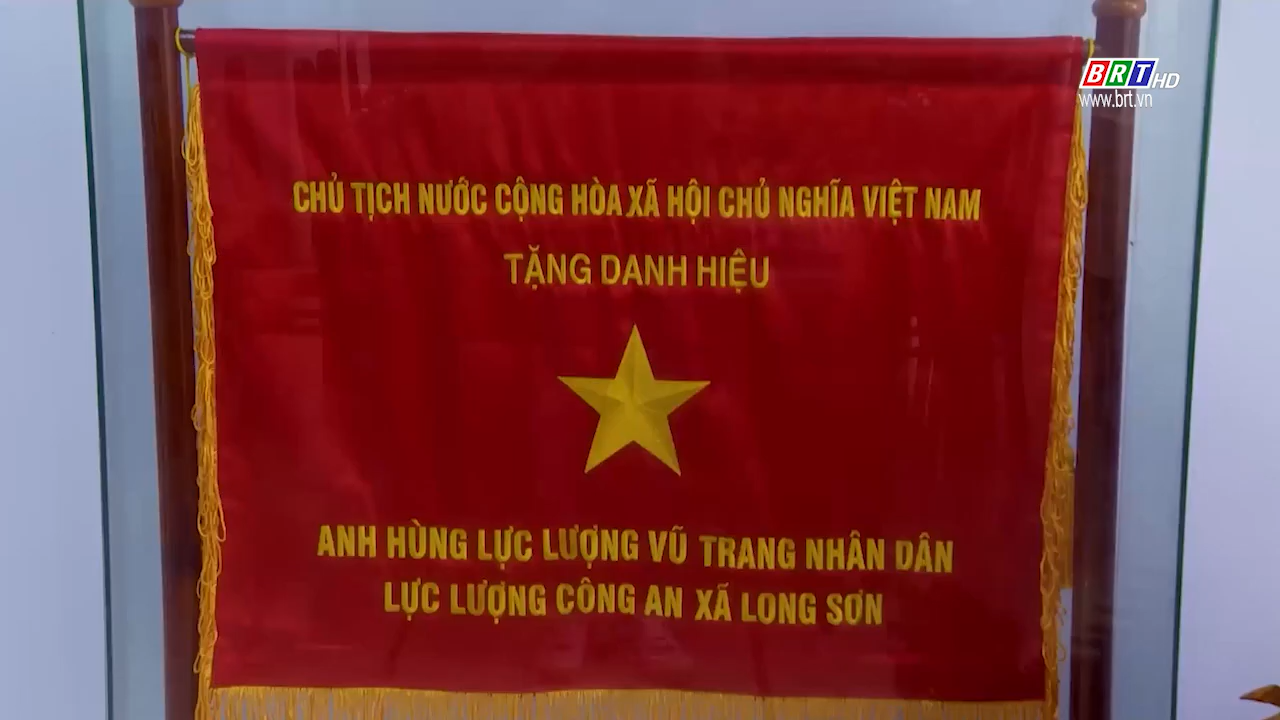 BRT HD
www.brt.vn
CHỦ TỊCH NƯỚC CỘNG HÒA XÃ HỘI CHỦ NGHĨA VIỆT NAM
TẶNG DANH HIỆU
ANH HÙNG LỰC LƯỢNG VŨ TRANG NHÂN DÂN
LỰC LƯỢNG CÔNG AN XÃ LONG SƠN